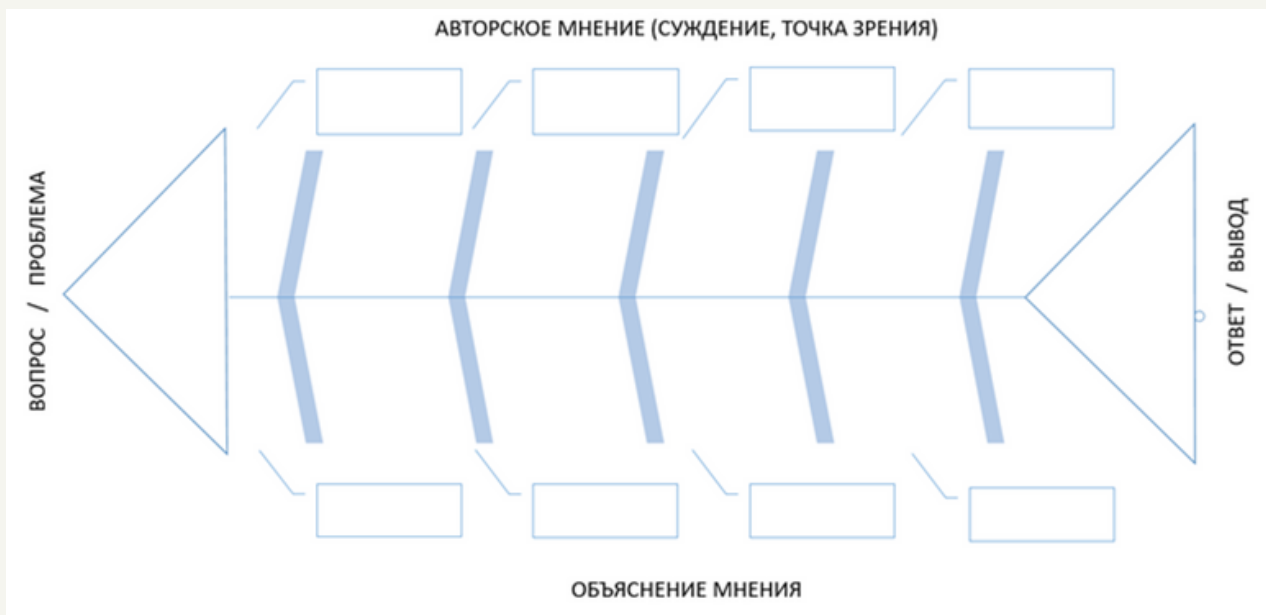 АВТОРСКОЕ МНЕНИЕ (СУЖДЕНИЕ, ТОЧКА ЗРЕНИЯ)
ВОПРОС / ПРОБЛЕМА
ОТВЕТ / ВЫВОД
ОБЪЯСНЕНИЕ МНЕНИЯ